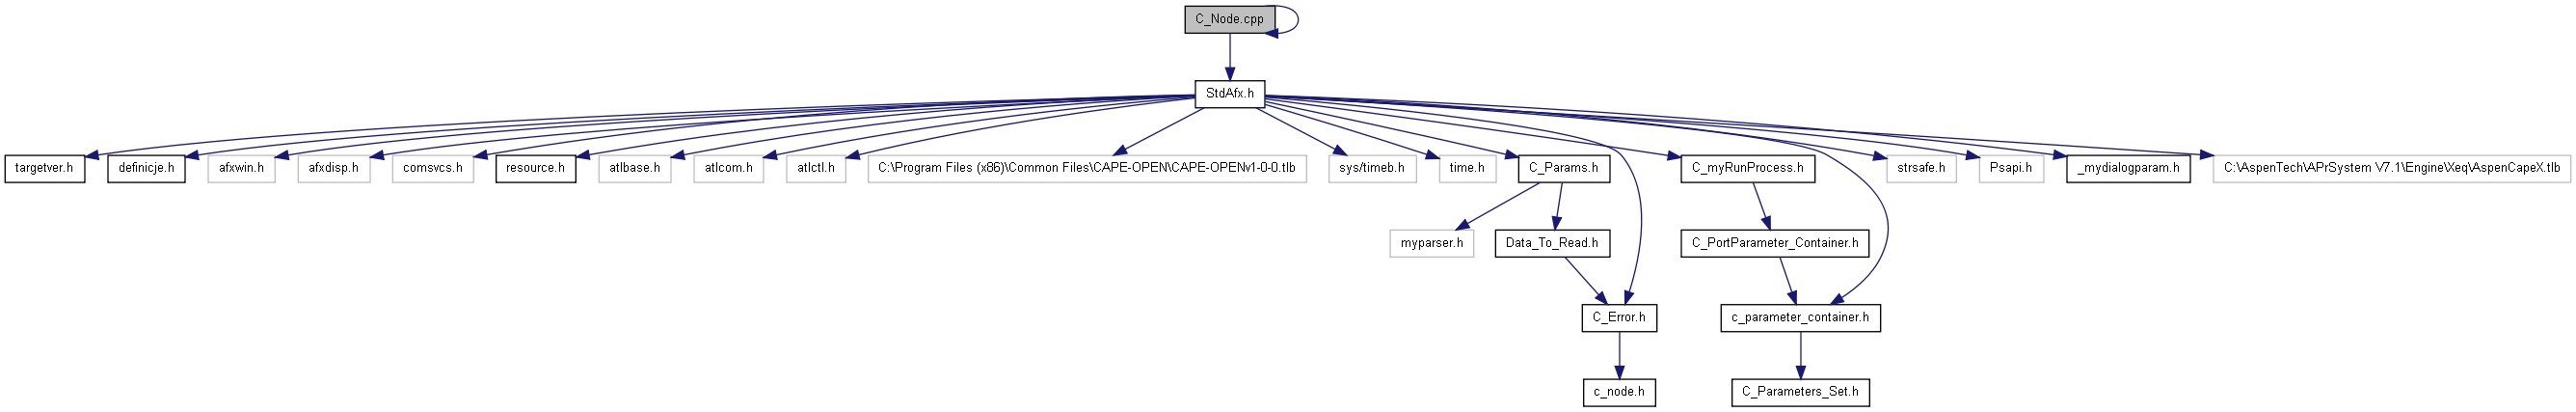 C_Node.cpp
StdAfx.h
targetver.h
definicje.h
afxwin.h
afxdisp.h
comsvcs.h
resource.h
atlbase.h
atlcom.h
atlctl.h
C:\Program Files (x86)\Common Files\CAPE-OPEN\CAPE-OPENv1-0-0.tlb
sys/timeb.h
time.h
C_Params.h
C_myRunProcess.h
strsafe.h
Psapi.h
_mydialogparam.h
C:\AspenTech\APrSystem V7.1\Engine\Xeq\AspenCapeX.tlb
myparser.h
Data_To_Read.h
C_PortParameter_Container.h
C_Error.h
c_parameter_container.h
c_node.h
C_Parameters_Set.h